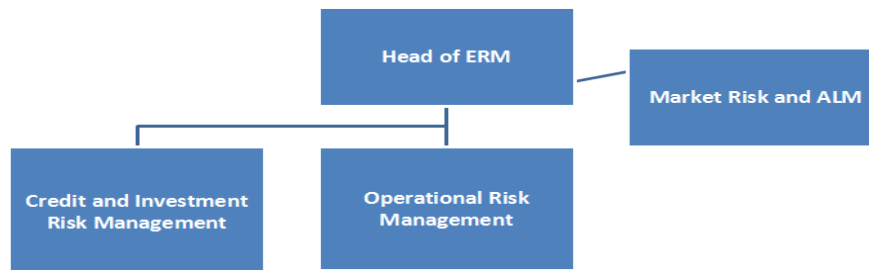 Head of ERM
Market Risk and ALM
Credit and Investment
Risk Management
Operational Risk
Management